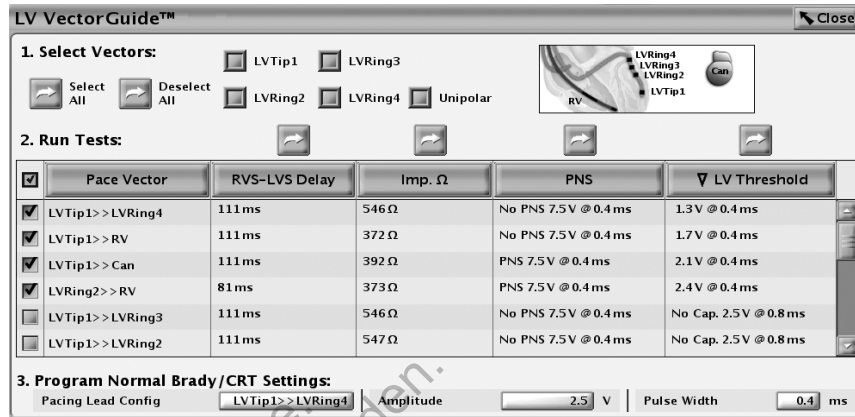 LV VectorGuide™
Close
1. Select Vectors:
Select All
Deselect All
LVTip1
LVRing3
LVRing2
LVRing4
Unipolar
LVRing4
LVRing3
LVRing2
LVTip1
RV
Can
2. Run Tests:
Pace Vector RVS-LVS Delay Imp. Ω PNS ∇ LV Threshold
LVTip1>>LVRing4 111ms 546Ω No PNS 7.5V @ 0.4ms 1.3V @ 0.4ms
LVTip1>>RV 111ms 372Ω No PNS 7.5V @ 0.4ms 1.7V @ 0.4ms
LVTip1>>Can 111ms 392Ω PNS 7.5V @ 0.4ms 2.1V @ 0.4ms
LVRing2>>RV 81ms 373Ω PNS 7.5V @ 0.4ms 2.4V @ 0.4ms
LVTip1>>LVRing3 111ms 546Ω No PNS 7.5V @ 0.4ms No Cap. 2.5V @ 0.8ms
LVTip1>>LVRing2 111ms 547Ω No PNS 7.5V @ 0.4ms No Cap. 2.5V @ 0.8ms
3. Program Normal Brady/CRT Settings:
Pacing Lead Config LVTip1>>LVRing4 Amplitude 2.5 V Pulse Width 0.4 ms